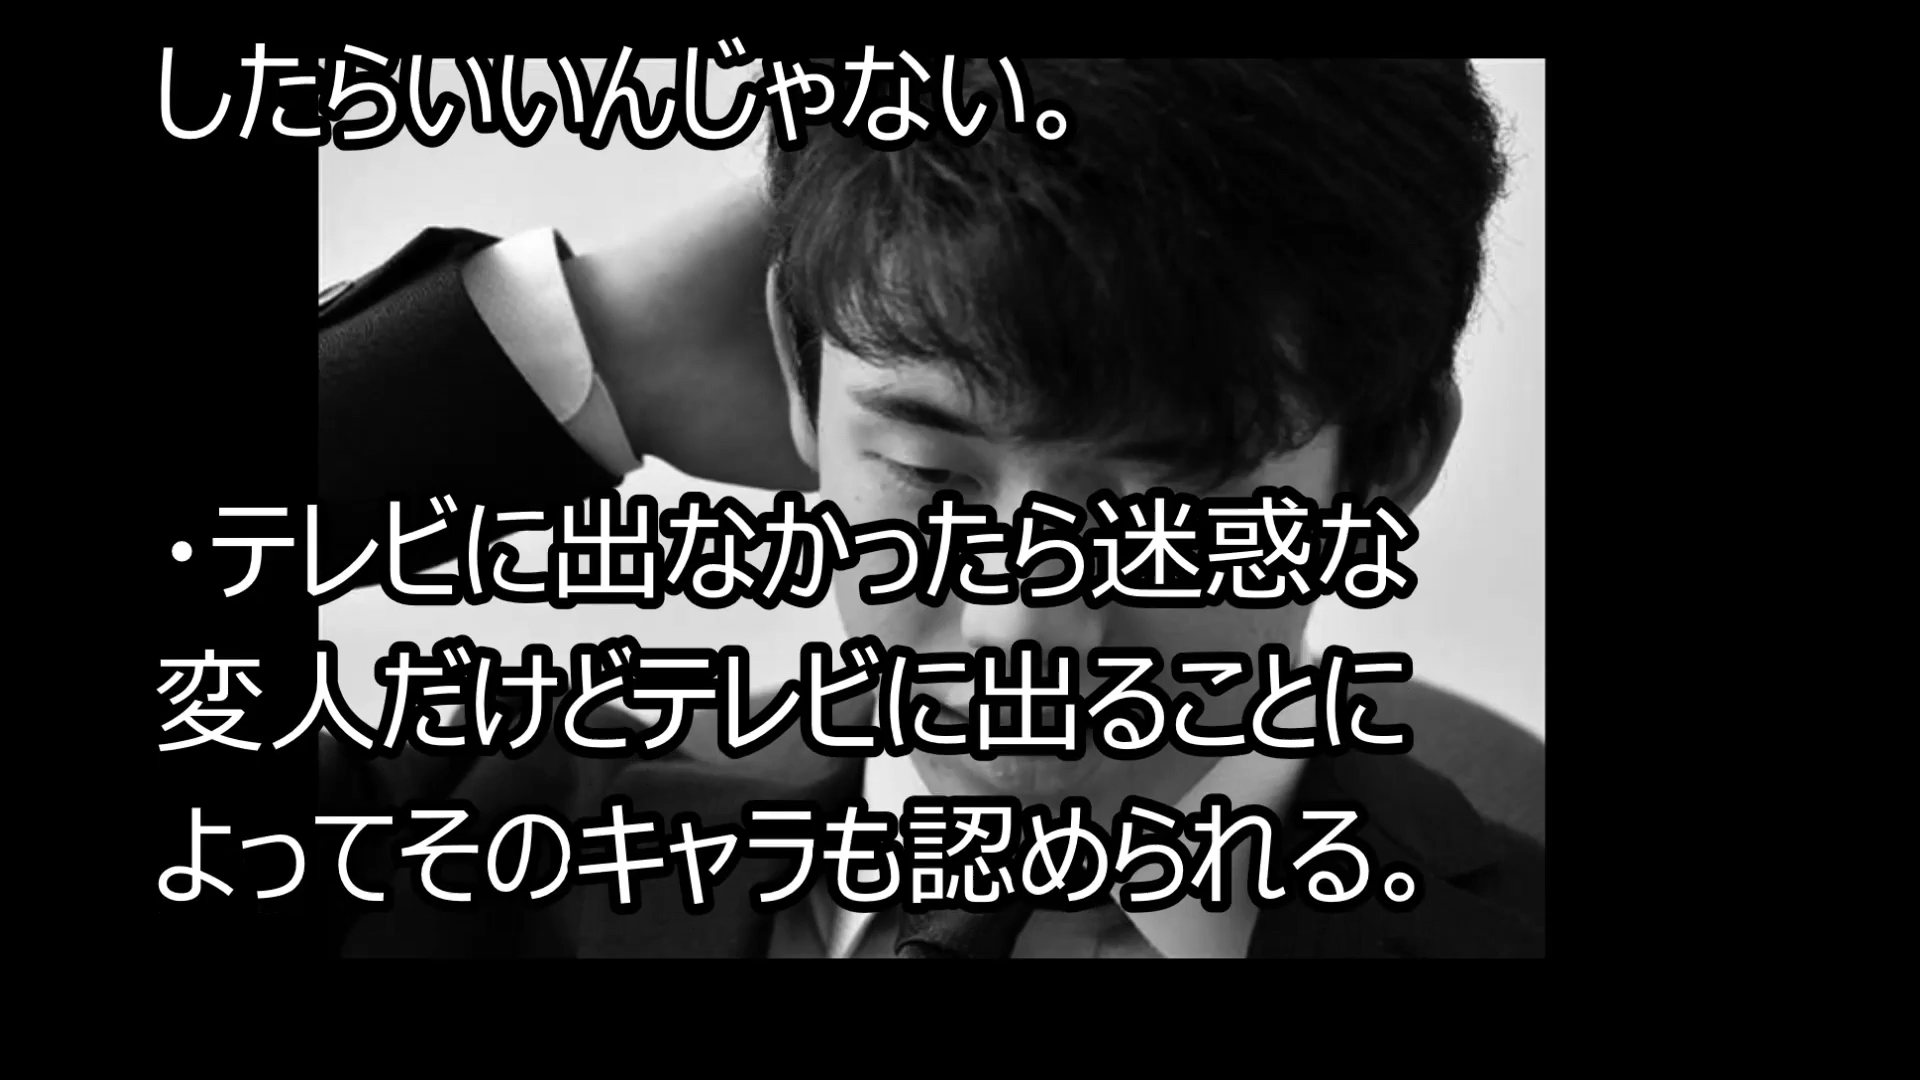 したらいいんじゃない。
・テレビに出なかったら迷惑な
変人だけどテレビに出ることに
よってそのキャラも認められる。